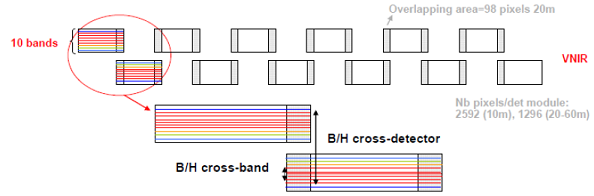 Overlapping area=98 pixels 20m
10 bands
VNIR
Nb pixels/det module:
2592 (10m), 1296 (20-60m)
B/H cross-detector
B/H cross-band